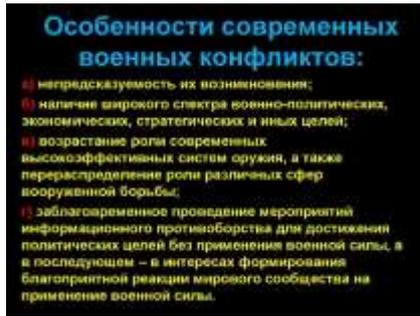 Особенности современных
военных конфликтов:
а) непредсказуемость их возникновения;
б) наличие широкого спектра военно-политических,
экономических, стратегических и иных целей;
в) возрастание роли современных
высокоэффективных систем оружия, а также
перераспределение роли различных сфер
вооруженной борьбы;
г) заблаговременное проведение мероприятий
информационного противоборства для достижения
политических целей без применения военной силы, а
в последующем – в интересах формирования
благоприятной реакции мирового сообщества на
применение военной силы.